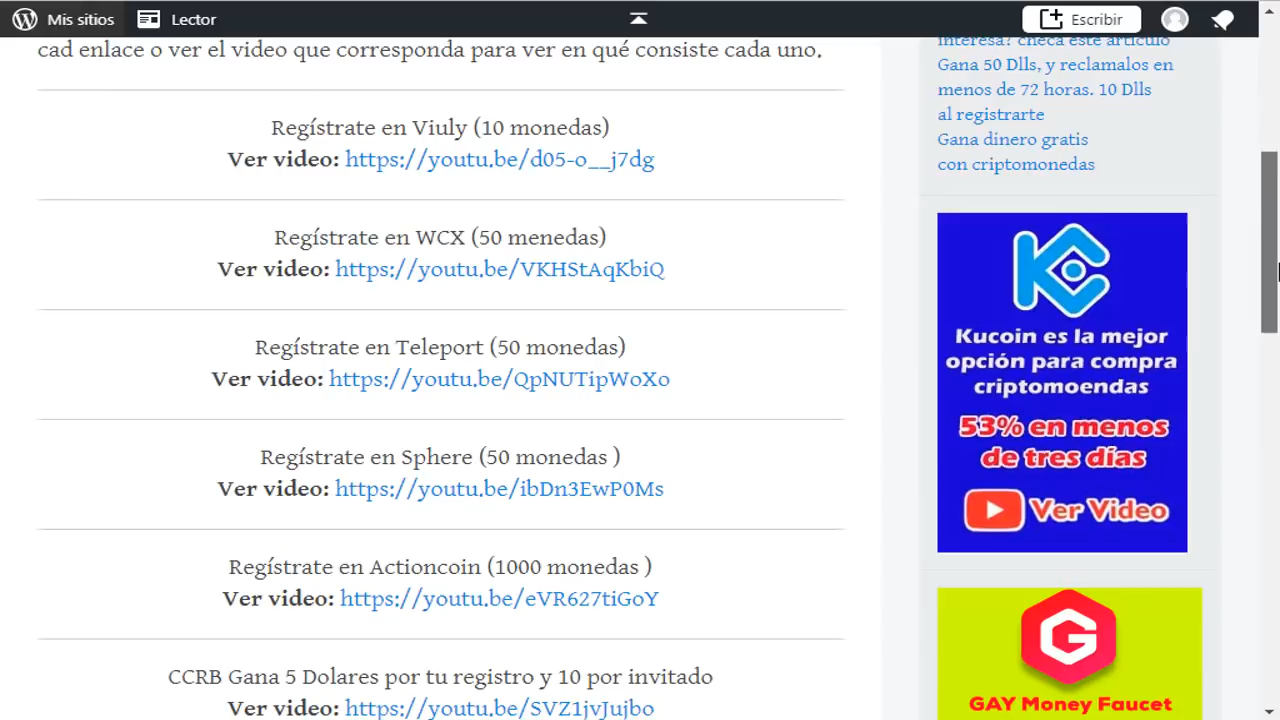 Mis sitios
Lector
Escribir
cad enlace o ver el video que corresponda para ver en qué consiste cada uno.
Regístrate en Viuly (10 monedas)
Ver video: https://youtu.be/d05-o__j7dg
Regístrate en WCX (50 menedas)
Ver video: https://youtu.be/VKHStAqKbiQ
Regístrate en Teleport (50 monedas)
Ver video: https://youtu.be/QpNUTipWoXo
Regístrate en Sphere (50 monedas )
Ver video: https://youtu.be/ibDn3EwP0Ms
Regístrate en Actioncoin (1000 monedas )
Ver video: https://youtu.be/eVR627tiGoY
CCRB Gana 5 Dolares por tu registro y 10 por invitado
Ver video: https://youtu.be/SVZ1jvJujbo
interesa? checa este artículo
Gana 50 Dlls, y reclamalos en
menos de 72 horas. 10 Dlls
al registrarte
Gana dinero gratis
con criptomonedas
Kucoin es la mejor
opción para compra
criptomoendas
53% en menos
de tres días
Ver Video
GAY Money Faucet